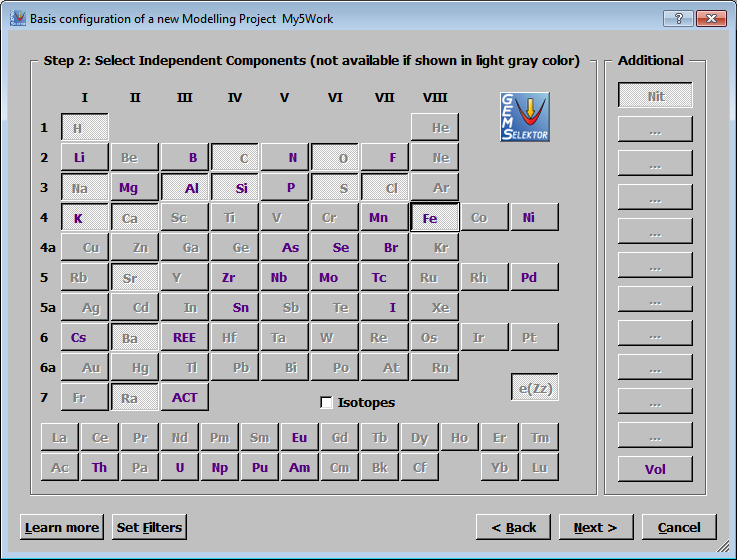 Basis configuration of a new Modelling Project  My5Work
Step 2: Select Independent Components (not available if shown in light gray color)
Additional
I II III IV V VI VII VIII
GEMS
SELEKTOR
Nit
1 H He
...
2 Li Be B C N O F Ne
...
3 Na Mg Al Si P S Cl Ar
...
4 K Ca Sc Ti V Cr Mn Fe Co Ni
...
4a Cu Zn Ga Ge As Se Br Kr
...
5 Rb Sr Y Zr Nb Mo Tc Ru Rh Pd
...
5a Ag Cd In Sn Sb Te I Xe
...
6 Cs Ba REE Hf Ta W Re Os Ir Pt
...
6a Au Hg Tl Pb Bi Po At Rn
...
e(Zz)
7 Fr Ra ACT
Isotopes
...
La Ce Pr Nd Pm Sm Eu Gd Tb Dy Ho Er Tm
...
Ac Th Pa U Np Pu Am Cm Bk Cf Yb Lu
Vol
Learn more Set Filters < Back Next > Cancel